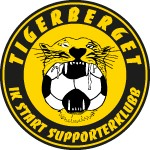 TIGERBERGET
IK START SUPPORTERKLUBB